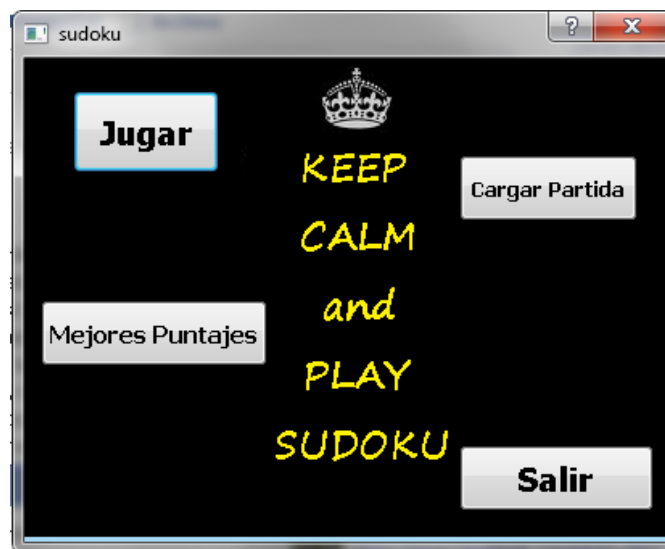 sudoku
Jugar
KEEP
Cargar Partida
CALM
and
Mejores Puntajes
PLAY
SUDOKU
Salir